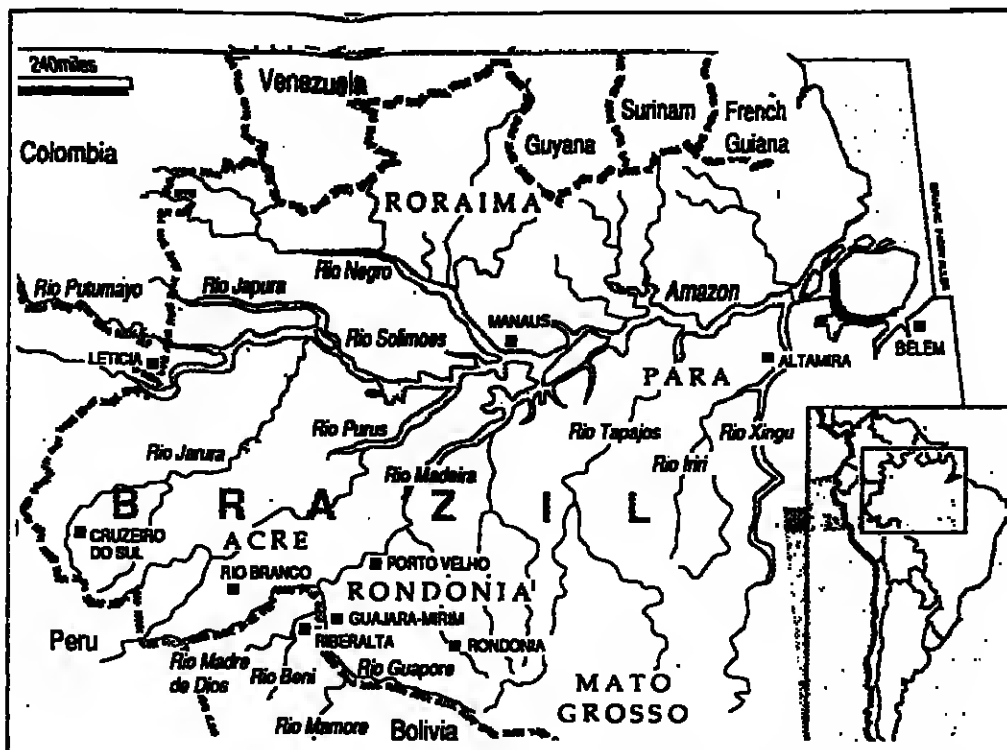 240miles
Venezuela
Colombia
Guyana
Surinam
French
Guiana
RORAIMA
Rio Negro
Rio Japura
Rio Putumayo
Amazon
MANAUS
Rio Solimoes
LETICIA
BELEM
ALTAMIRA
PARA
Rio Purus
Rio Tapajos
Rio Xingu
Rio Jarura
Rio Madeira
Rio Iriri
BRAZIL
CRUZEIRO
DO SUL
ACRE
PORTO VELHO
RIO BRANCO
RONDONIA
GUAJARA-MIRIM
Peru
RIBERALTA
RONDONIA
Rio Madre
de Dios
Rio Beni
Rio Guapore
MATO
GROSSO
Rio Mamore
Bolivia